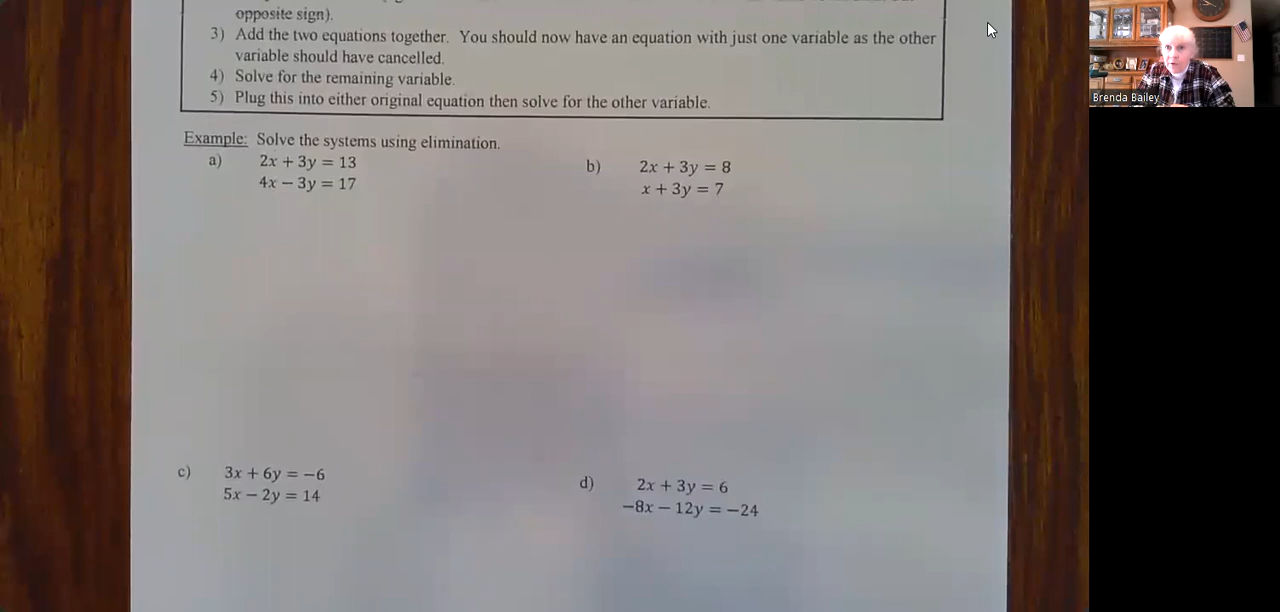 opposite sign).
3) Add the two equations together. You should now have an equation with just one variable as the other
variable should have cancelled.
4) Solve for the remaining variable.
5) Plug this into either original equation then solve for the other variable.
Example: Solve the systems using elimination.
a) 2x + 3y = 13
4x − 3y = 17
b) 2x + 3y = 8
x + 3y = 7
c) 3x + 6y = −6
5x − 2y = 14
d) 2x + 3y = 6
−8x − 12y = −24
Brenda Bailey